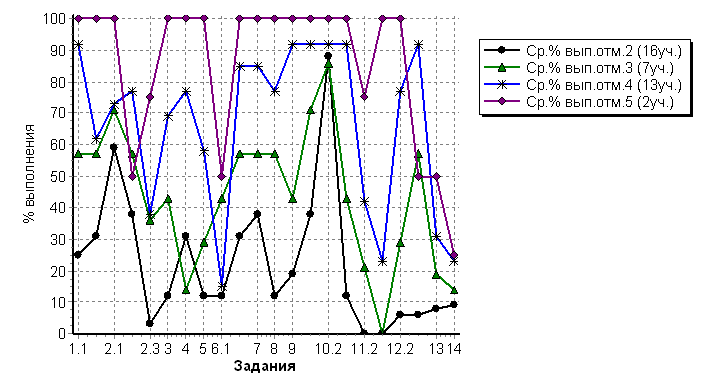 100
90
80
70
60
50
40
30
20
10
0
% выполнения
1.1 2.1 2.3 3 4 5 6.1 7 8 9 10.2 11.2 12.2 13 14
Задания
Ср.% вып.отм.2 (16уч.)
Ср.% вып.отм.3 (7уч.)
Ср.% вып.отм.4 (13уч.)
Ср.% вып.отм.5 (2уч.)